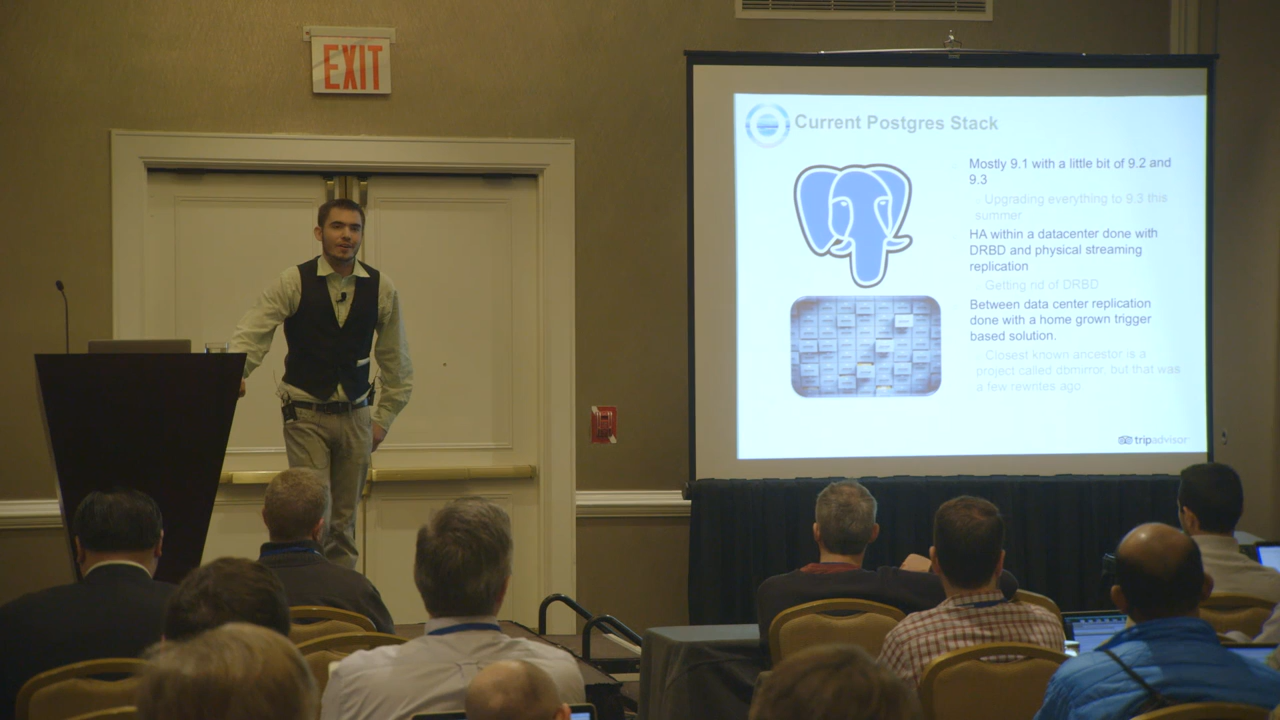 EXIT
Current Postgres Stack
Mostly 9.1 with a little bit of 9.2 and
9.3
Upgrading everything to 9.3 this
summer
HA within a datacenter done with
DRBD and physical streaming
replication
Getting rid of DRBD
Between data center replication
done with a home grown trigger
based solution.
Closest known ancestor is a
project called dbmirror, but that was
a few rewrites ago
tripadvisor